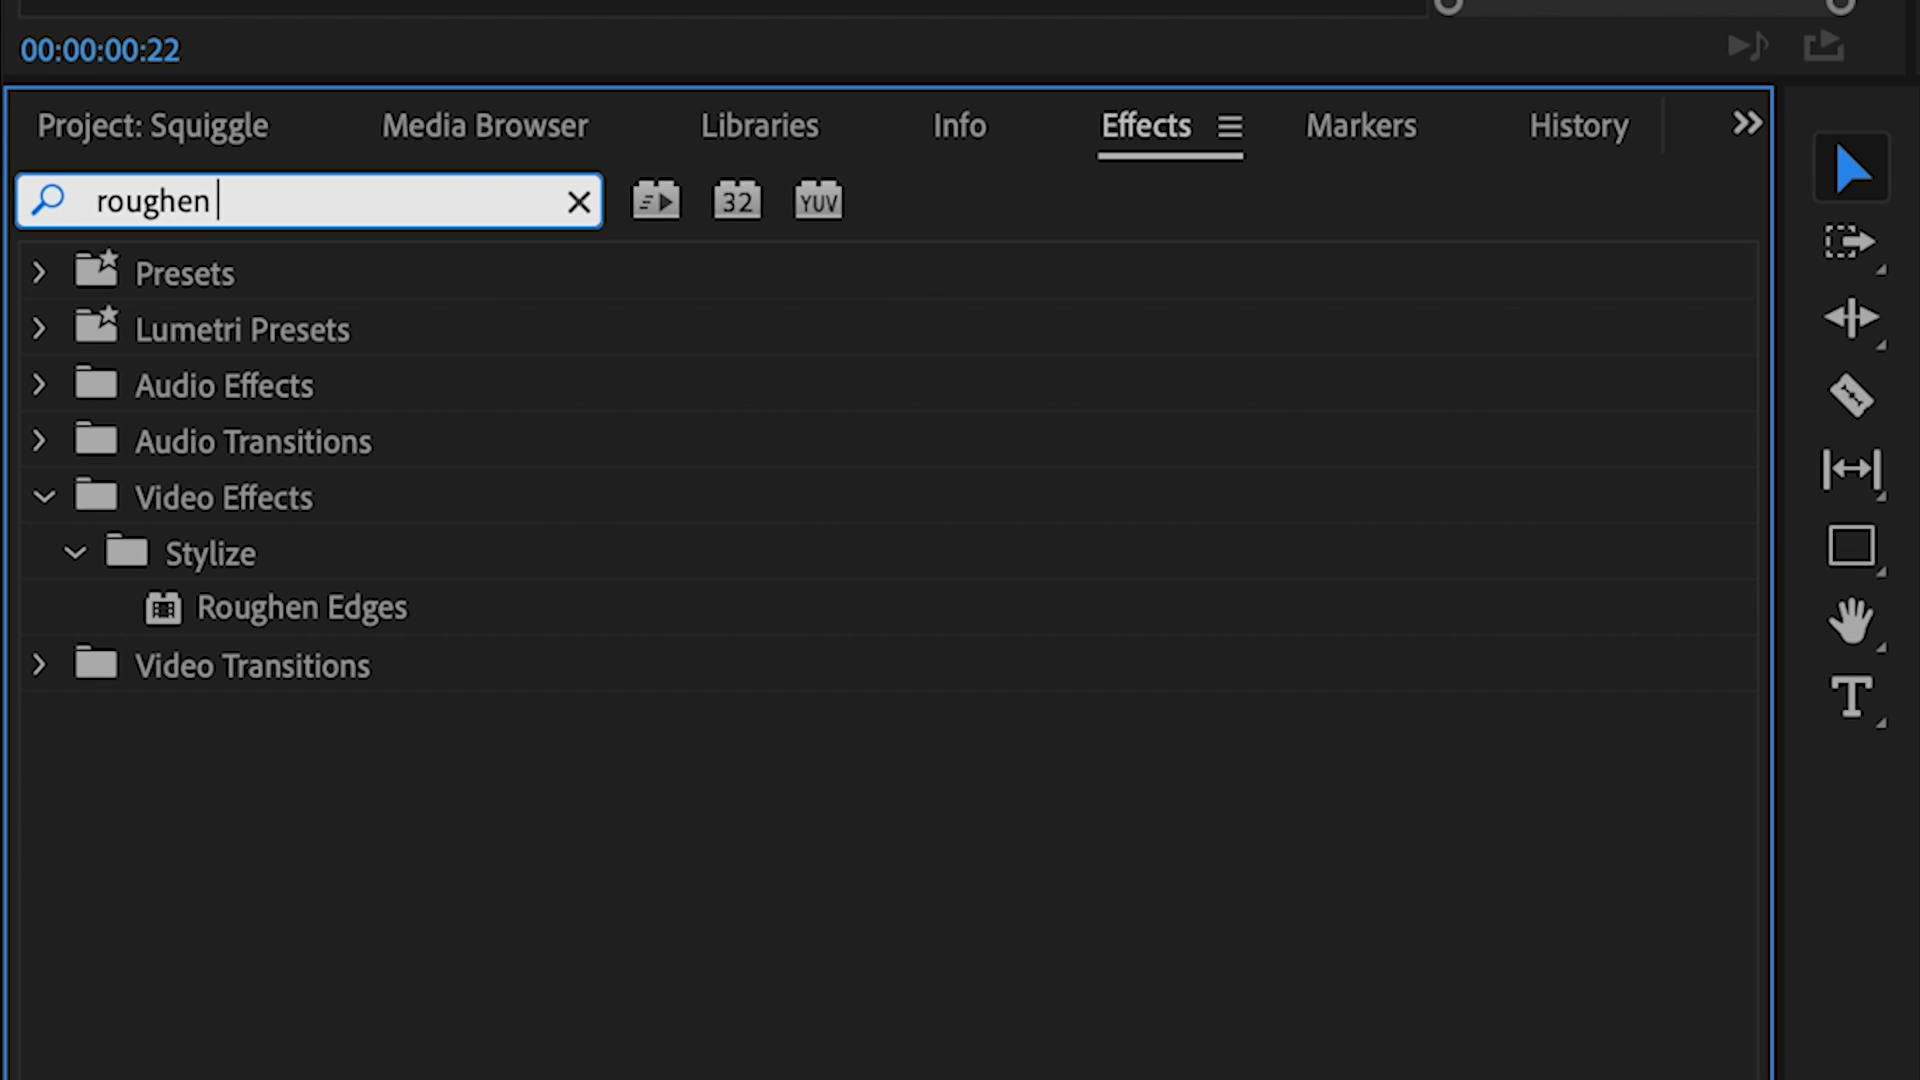 00:00:00:22
Project: Squiggle Media Browser Libraries Info Effects Markers History
roughen
32 YUV
Presets
Lumetri Presets
Audio Effects
Audio Transitions
Video Effects
Stylize
Roughen Edges
Video Transitions